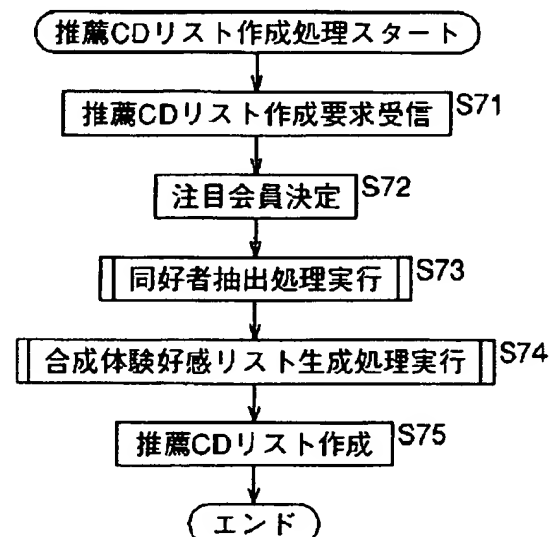 推薦CDリスト作成処理スタート
推薦CDリスト作成要求受信 S71
注目会員決定 S72
同好者抽出処理実行 S73
合成体験好感リスト生成処理実行 S74
推薦CDリスト作成 S75
エンド